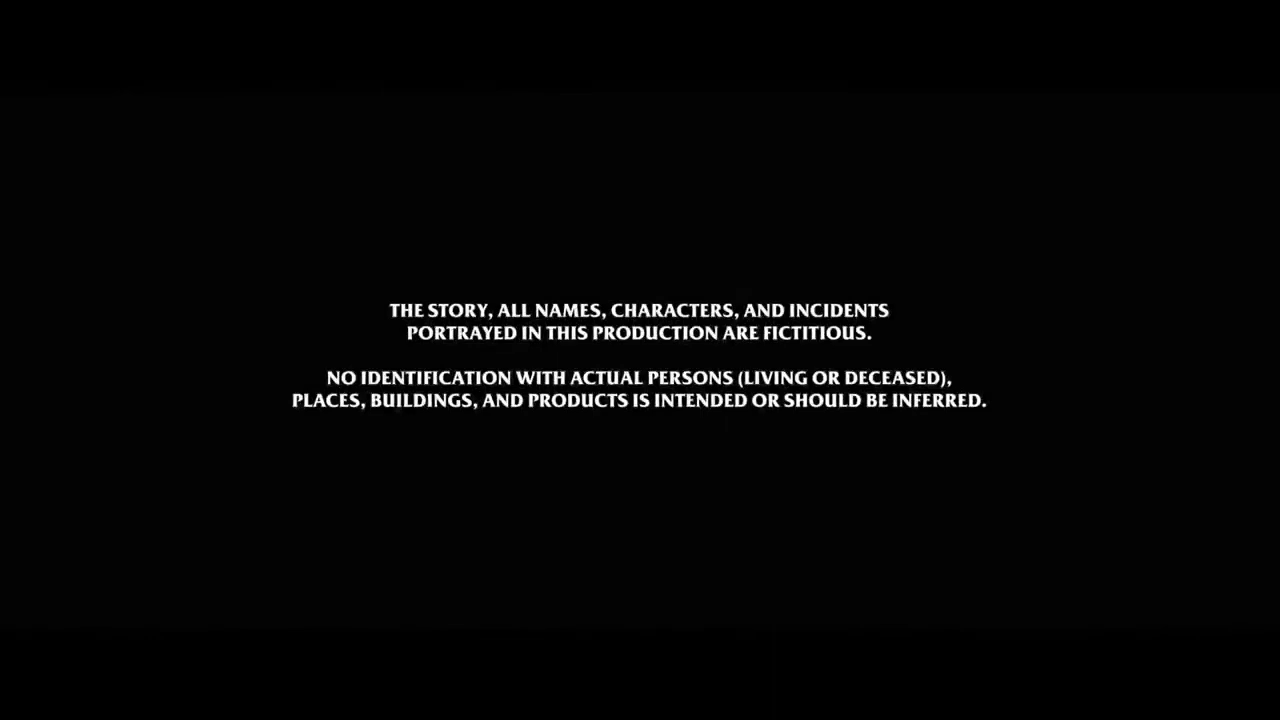 THE STORY, ALL NAMES, CHARACTERS, AND INCIDENTS
PORTRAYED IN THIS PRODUCTION ARE FICTITIOUS.
NO IDENTIFICATION WITH ACTUAL PERSONS (LIVING OR DECEASED),
PLACES, BUILDINGS, AND PRODUCTS IS INTENDED OR SHOULD BE INFERRED.